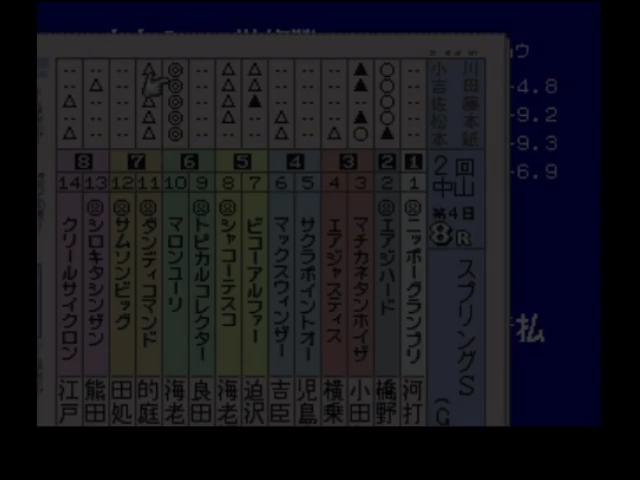 2回中山
第4日
8R
スプリングS (G
小川
吉田
佐藤
松本
本紙
1 ニッポーグランプリ 河打
2 エアジハード 橋野
3 マチカネタンホイザ 小田
4 エアジャスティス 横乗
5 サクラポイントオー 児島
6 マックスウィンザー 吉臣
7 ビコーアルファー 迫沢
8 シャコーテスコ 海老
9 トピカルコレクター 良田
10 マロンユーリ 海老
11 ダンディコマンド 的庭
12 サムソンビッグ 田処
13 シロキタシンザン 熊田
14 クリールサイクロン 江戸
8 7 6 5 4 3 2 1
ウ
-4.8
-9.2
-9.3
-6.9
払